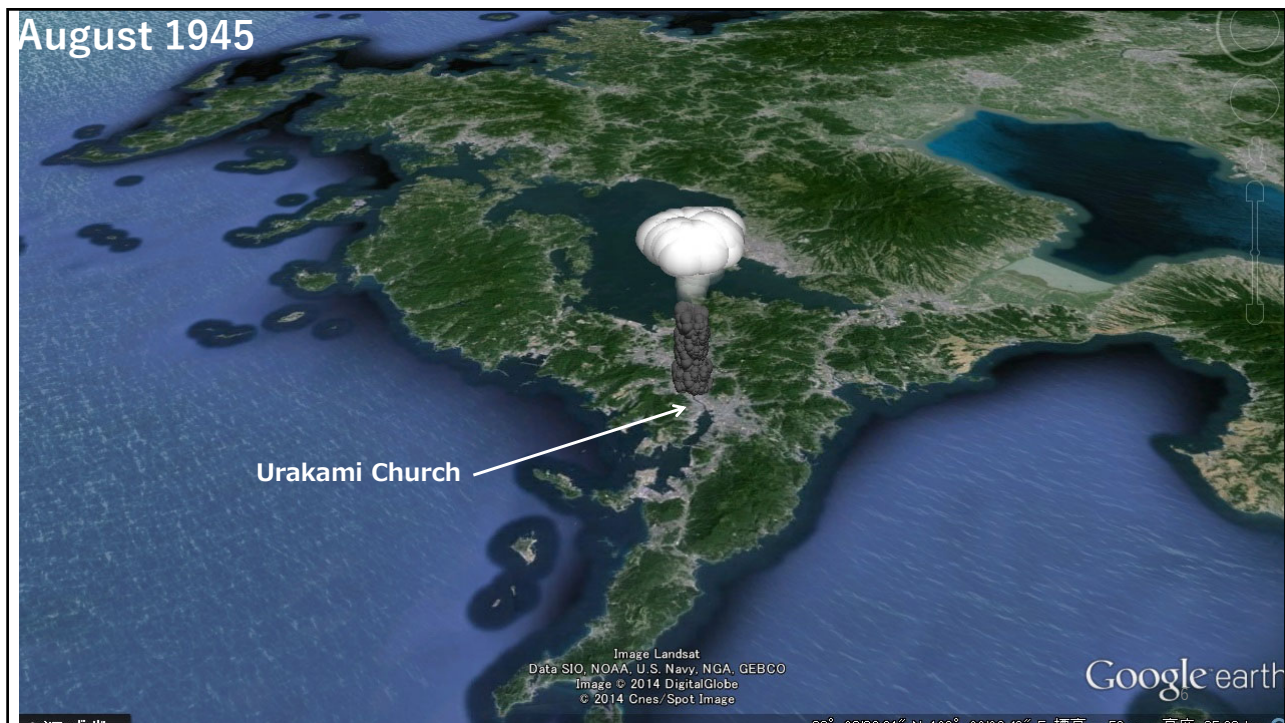 August 1945
Urakami Church
Image Landsat
Data SIO, NOAA, U.S. Navy, NGA, GEBCO
Image © 2014 DigitalGlobe
© 2014 Cnes/Spot Image
Google earth
6